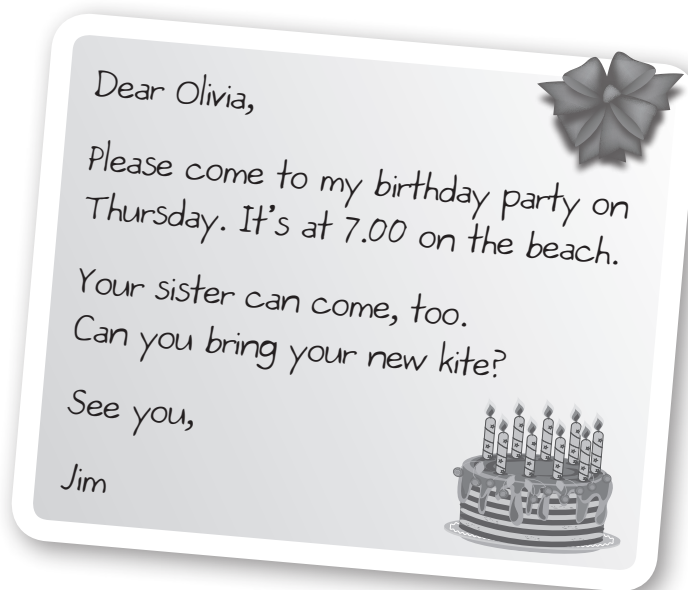 Dear Olivia,
Please come to my birthday party on
Thursday. It's at 7.00 on the beach.
Your sister can come, too.
Can you bring your new kite?
See you,
Jim